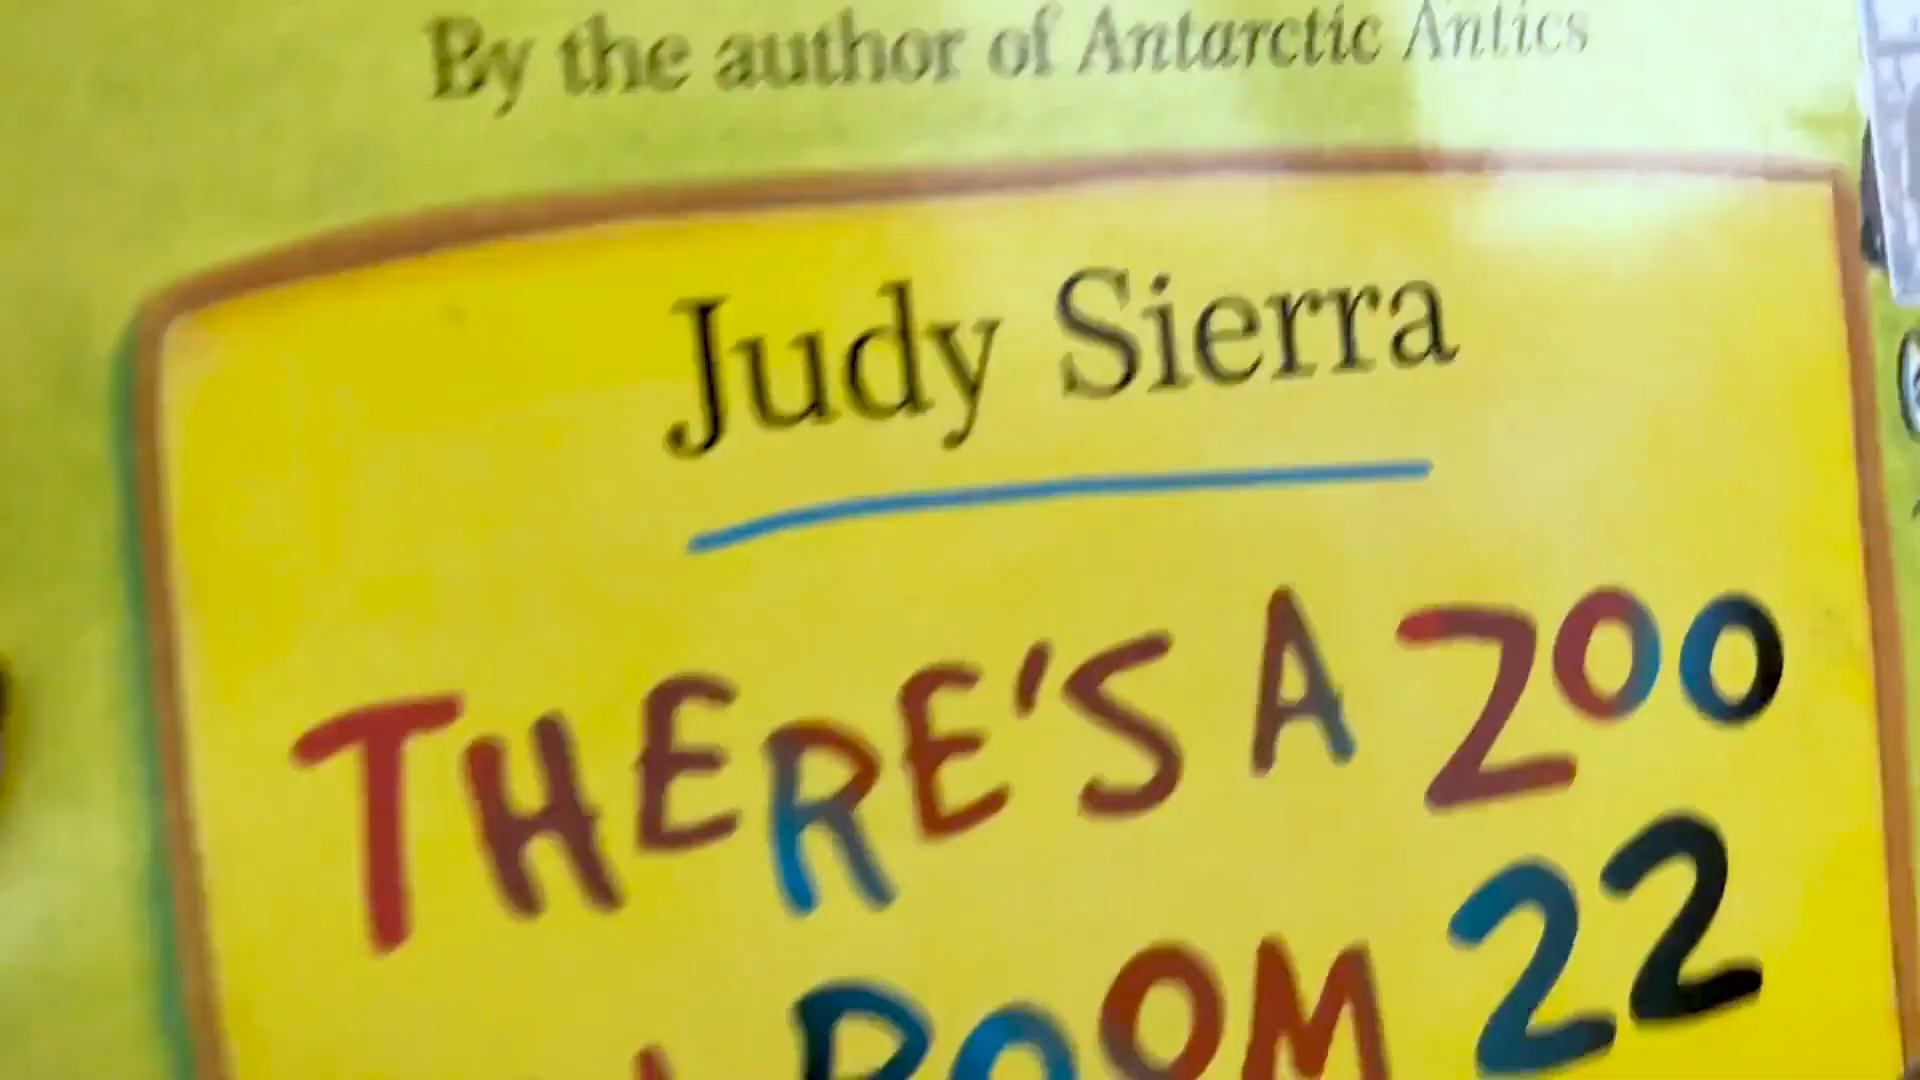 By the author of Antarctic Antics
Judy Sierra
THERE'S A ZOO
ROOM 22